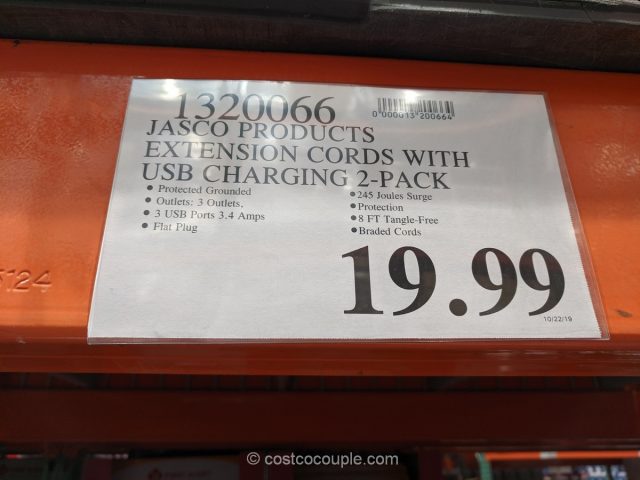 1320066
0 000013 200664
JASCO PRODUCTS
EXTENSION CORDS WITH
USB CHARGING 2-PACK
• Protected Grounded
• Outlets: 3 Outlets,
• 3 USB Ports 3.4 Amps
• Flat Plug
• 245 Joules Surge
• Protection
• 8 FT Tangle-Free
• Braded Cords
19.99
10/22/19
5124
© costcocouple.com